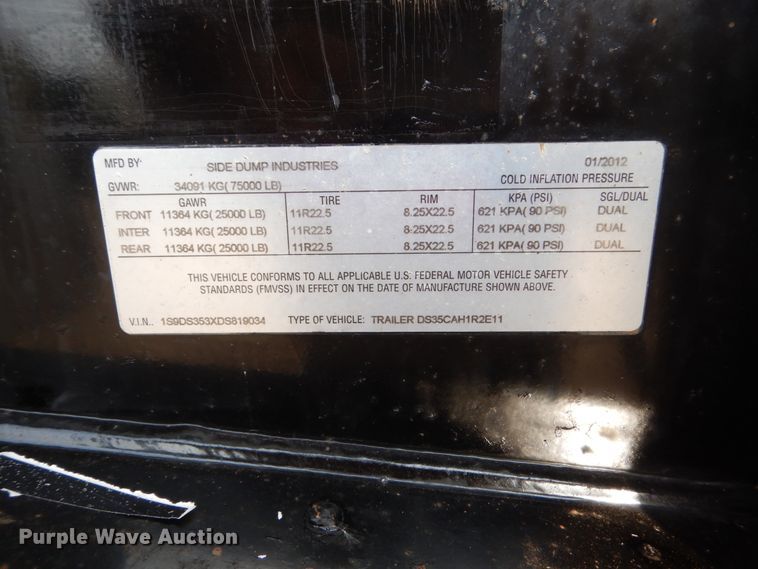 MFD BY: SIDE DUMP INDUSTRIES 01/2012
GVWR: 34091 KG( 75000 LB) COLD INFLATION PRESSURE
GAWR TIRE RIM KPA (PSI) SGL/DUAL
FRONT 11364 KG( 25000 LB) 11R22.5 8.25X22.5 621 KPA( 90 PSI) DUAL
INTER 11364 KG( 25000 LB) 11R22.5 8.25X22.5 621 KPA( 90 PSI) DUAL
REAR 11364 KG( 25000 LB) 11R22.5 8.25X22.5 621 KPA( 90 PSI) DUAL
THIS VEHICLE CONFORMS TO ALL APPLICABLE U.S. FEDERAL MOTOR VEHICLE SAFETY
STANDARDS (FMVSS) IN EFFECT ON THE DATE OF MANUFACTURE SHOWN ABOVE.
V.I.N.. 1S9DS353XDS819034 TYPE OF VEHICLE: TRAILER DS35CAH1R2E11
Purple Wave Auction®